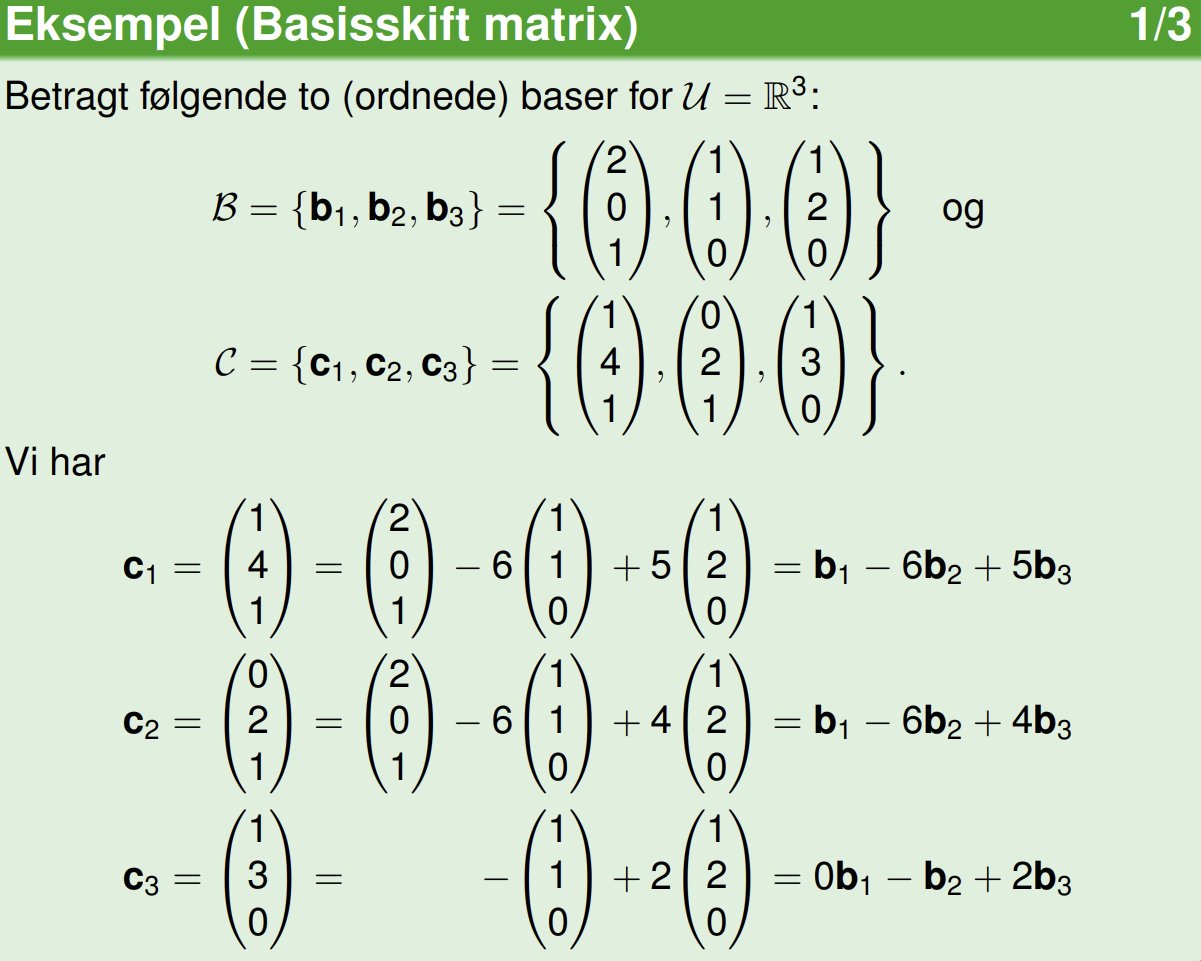 Eksempel (Basisskift matrix) 1/3
Betragt følgende to (ordnede) baser for 𝒰 = ℝ³:
ℬ = {b₁, b₂, b₃} = { (2 0 1), (1 1 0), (1 2 0) } og
𝒞 = {c₁, c₂, c₃} = { (1 4 1), (0 2 1), (1 3 0) }.
Vi har
c₁ = (1 4 1) = (2 0 1) − 6 (1 1 0) + 5 (1 2 0) = b₁ − 6b₂ + 5b₃
c₂ = (0 2 1) = (2 0 1) − 6 (1 1 0) + 4 (1 2 0) = b₁ − 6b₂ + 4b₃
c₃ = (1 3 0) = − (1 1 0) + 2 (1 2 0) = 0b₁ − b₂ + 2b₃